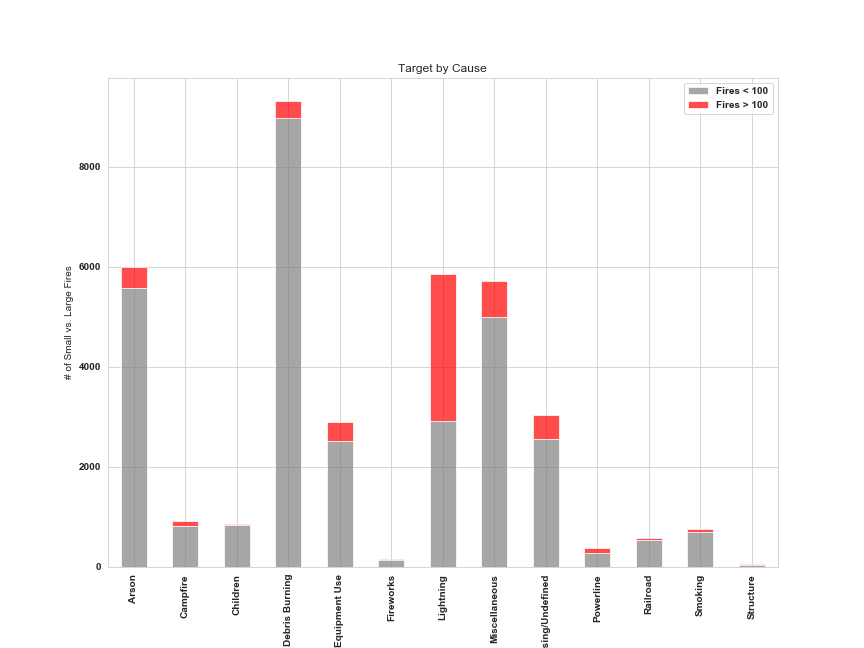 Target by Cause
Fires < 100
Fires > 100
# of Small vs. Large Fires
8000
6000
4000
2000
0
Arson
Campfire
Children
Debris Burning
Equipment Use
Fireworks
Lightning
Miscellaneous
sing/Undefined
Powerline
Railroad
Smoking
Structure